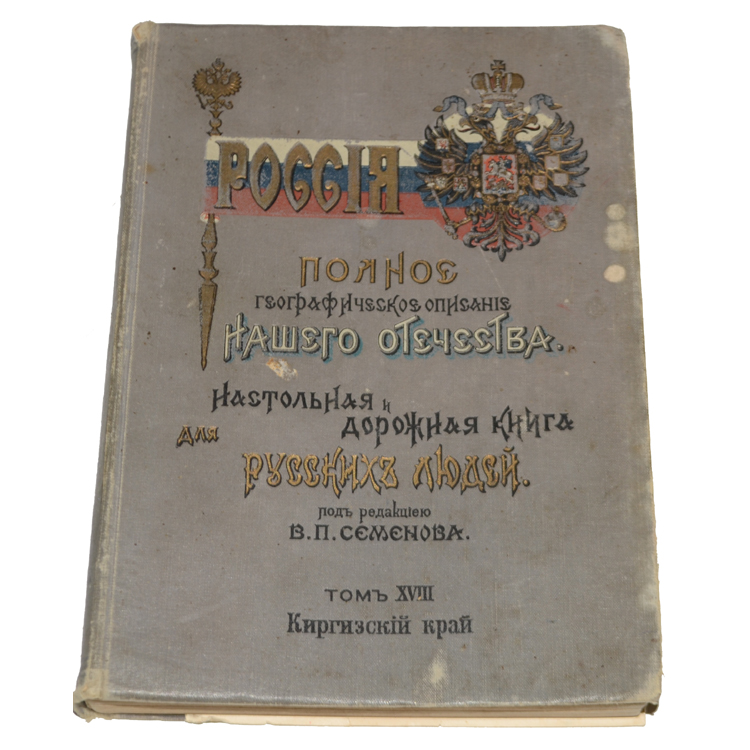 РОССІЯ
ПОЛНОЕ
ГЕОГРАФИЧЕСКОЕ ОПИСАНІЕ
НАШЕГО ОТЕЧЕСТВА.
НАСТОЛЬНАЯ и
ДОРОЖНАЯ КНИГА
для
РУССКИХЪ ЛЮДЕЙ.
подъ редакціею
В.П.СЕМЕНОВА.
ТОМЪ XVIII
Киргизскій край